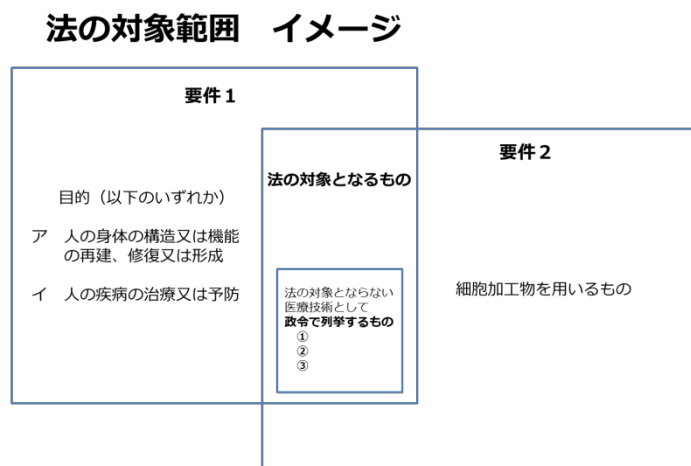 法の対象範囲　イメージ
要件１
要件２
法の対象となるもの
目的（以下のいずれか）
ア　人の身体の構造又は機能
の再建、修復又は形成
イ　人の疾病の治療又は予防
法の対象とならない
医療技術として
政令で列挙するもの
①
②
③
細胞加工物を用いるもの